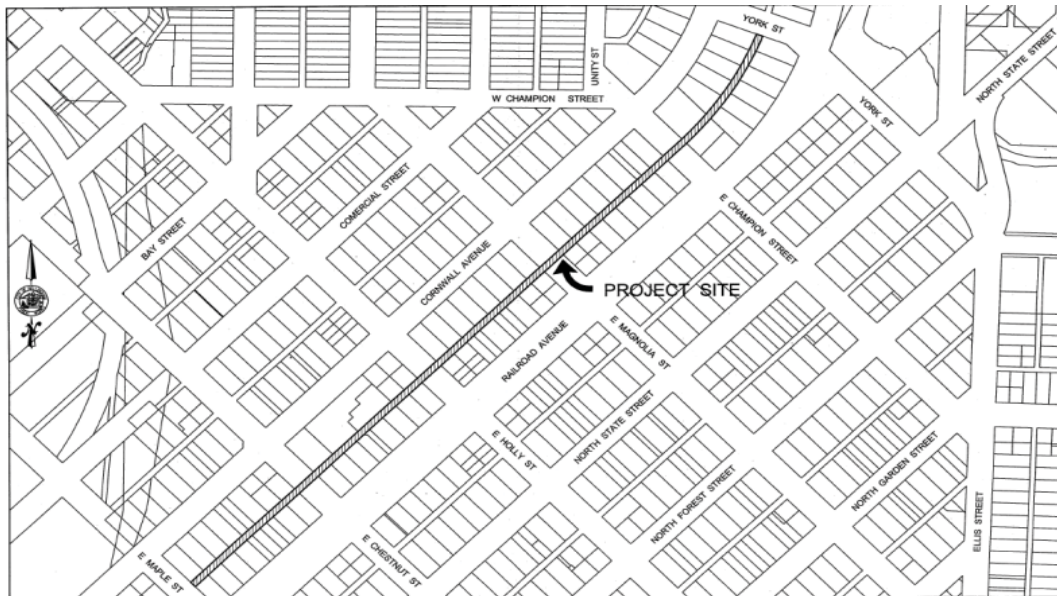 YORK ST
NORTH STATE STREET
UNITY ST
W CHAMPION STREET
YORK ST
COMERCIAL STREET
E CHAMPION STREET
BAY STREET
CORNWALL AVENUE
PROJECT SITE
E MAGNOLIA ST
RAILROAD AVENUE
N
NORTH STATE STREET
E HOLLY ST
NORTH GARDEN STREET
NORTH FOREST STREET
ELLIS STREET
E CHESTNUT ST
E MAPLE ST